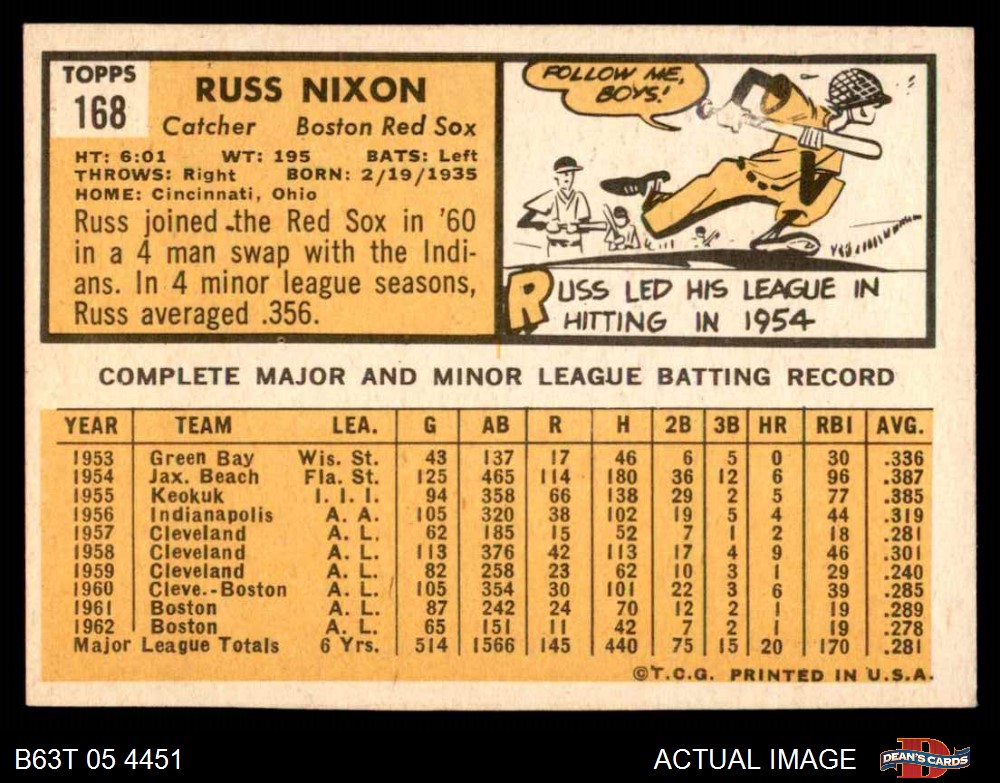 TOPPS
168
RUSS NIXON
Catcher Boston Red Sox
HT: 6:01 WT: 195 BATS: Left
THROWS: Right BORN: 2/19/1935
HOME: Cincinnati, Ohio
Russ joined the Red Sox in '60
in a 4 man swap with the Indi-
ans. In 4 minor league seasons,
Russ averaged .356.
FOLLOW ME,
BOYS!
RUSS LED HIS LEAGUE IN
HITTING IN 1954
COMPLETE MAJOR AND MINOR LEAGUE BATTING RECORD
YEAR TEAM LEA. G AB R H 2B 3B HR RBI AVG.
1953 Green Bay Wis. St. 43 137 17 46 6 5 0 30 .336
1954 Jax. Beach Fla. St. 125 465 114 180 36 12 6 96 .387
1955 Keokuk I. I. I. 94 358 66 138 29 2 5 77 .385
1956 Indianapolis A. A. 105 320 38 102 19 5 4 44 .319
1957 Cleveland A. L. 62 185 15 52 7 1 2 18 .281
1958 Cleveland A. L. 113 376 42 113 17 4 9 46 .301
1959 Cleveland A. L. 82 258 23 62 10 3 1 29 .240
1960 Cleve.-Boston A. L. 105 354 30 101 22 3 6 39 .285
1961 Boston A. L. 87 242 24 70 12 2 1 19 .289
1962 Boston A. L. 65 151 11 42 7 2 1 19 .278
Major League Totals 6 Yrs. 514 1566 145 440 75 15 20 170 .281
©T.C.G. PRINTED IN U.S.A.
B63T 05 4451
ACTUAL IMAGE
D
DEAN'S CARDS